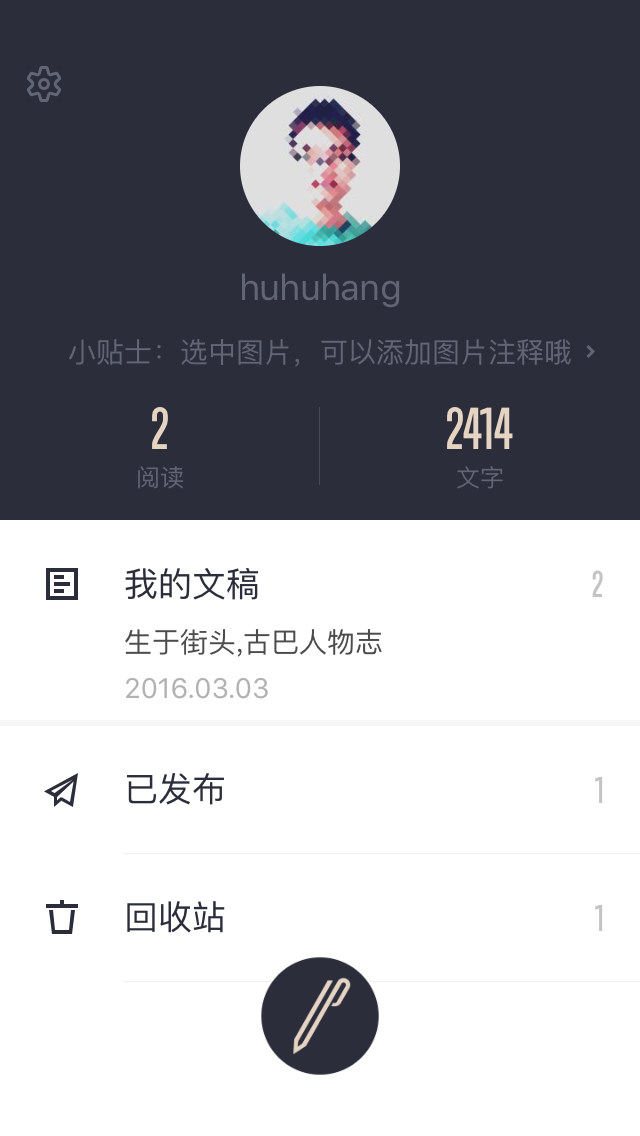 huhuhang
小贴士：选中图片，可以添加图片注释哦
2
阅读
2414
文字
我的文稿
2
生于街头,古巴人物志
2016.03.03
已发布
1
回收站
1